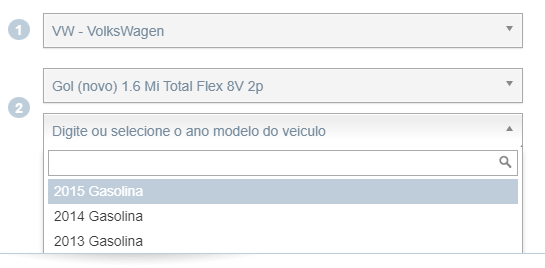 1
VW - VolksWagen
Gol (novo) 1.6 Mi Total Flex 8V 2p
2
Digite ou selecione o ano modelo do veiculo
2015 Gasolina
2014 Gasolina
2013 Gasolina